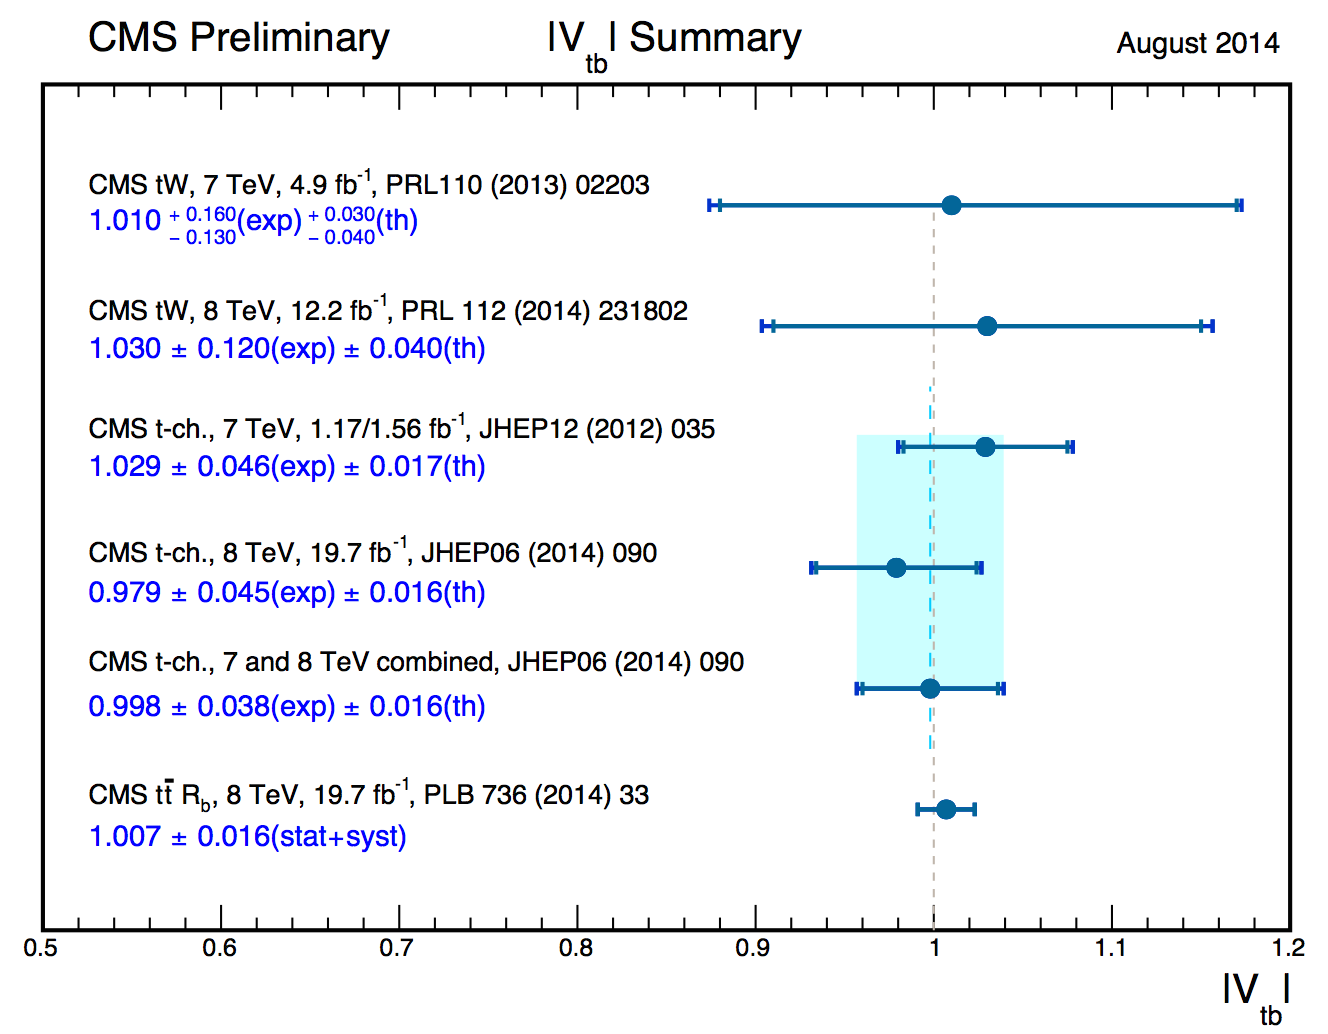 CMS Preliminary |Vtb| Summary August 2014
CMS tW, 7 TeV, 4.9 fb-1, PRL110 (2013) 02203
1.010 + 0.160 - 0.130 (exp) + 0.030 - 0.040 (th)
CMS tW, 8 TeV, 12.2 fb-1, PRL 112 (2014) 231802
1.030 ± 0.120(exp) ± 0.040(th)
CMS t-ch., 7 TeV, 1.17/1.56 fb-1, JHEP12 (2012) 035
1.029 ± 0.046(exp) ± 0.017(th)
CMS t-ch., 8 TeV, 19.7 fb-1, JHEP06 (2014) 090
0.979 ± 0.045(exp) ± 0.016(th)
CMS t-ch., 7 and 8 TeV combined, JHEP06 (2014) 090
0.998 ± 0.038(exp) ± 0.016(th)
CMS tt̄ Rb, 8 TeV, 19.7 fb-1, PLB 736 (2014) 33
1.007 ± 0.016(stat+syst)
0.5 0.6 0.7 0.8 0.9 1 1.1 1.2
|Vtb|